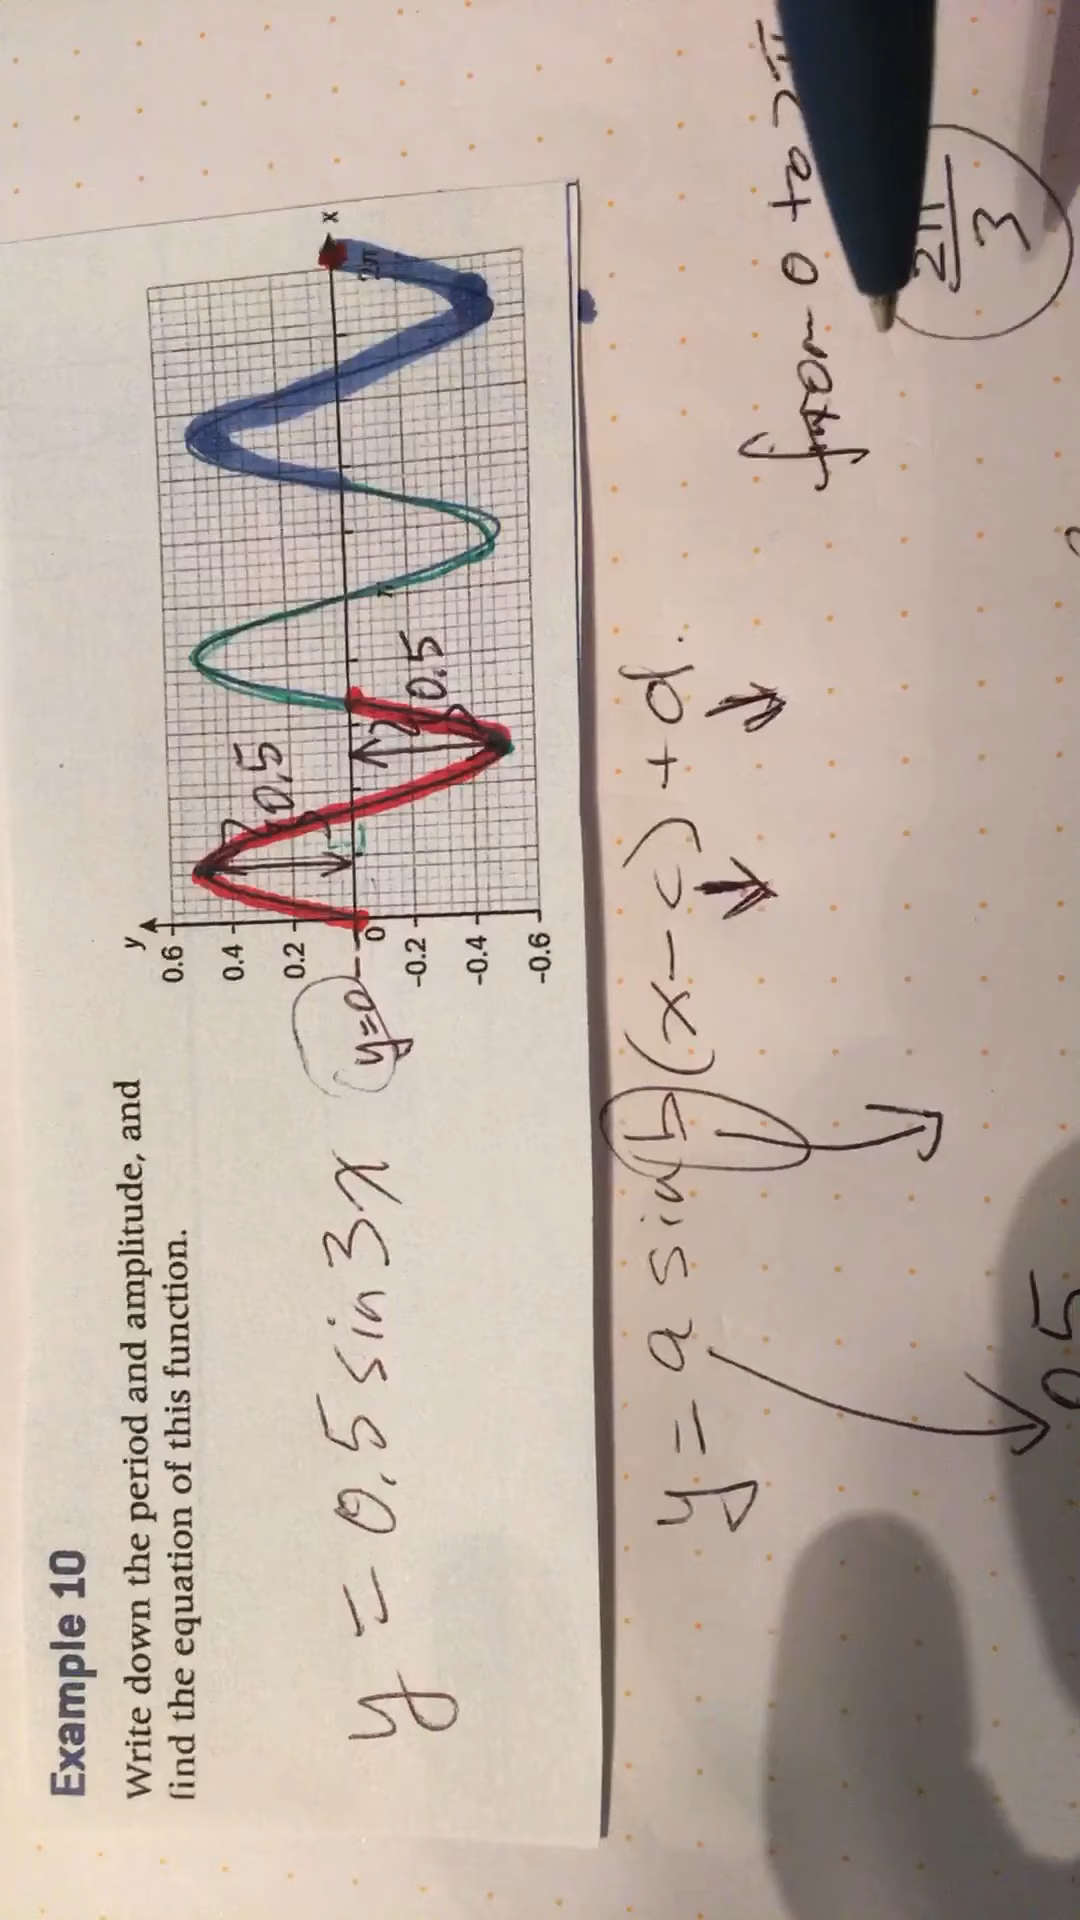 Example 10
Write down the period and amplitude, and
find the equation of this function.
y
0.6
0.4
0.2
0
-0.2
-0.4
-0.6
0.5
0.5
π
2π
x
y=0
y = 0.5 sin 3x
y = a sin b (x - c) + d.
0.5
from 0 to 2π
2π
3